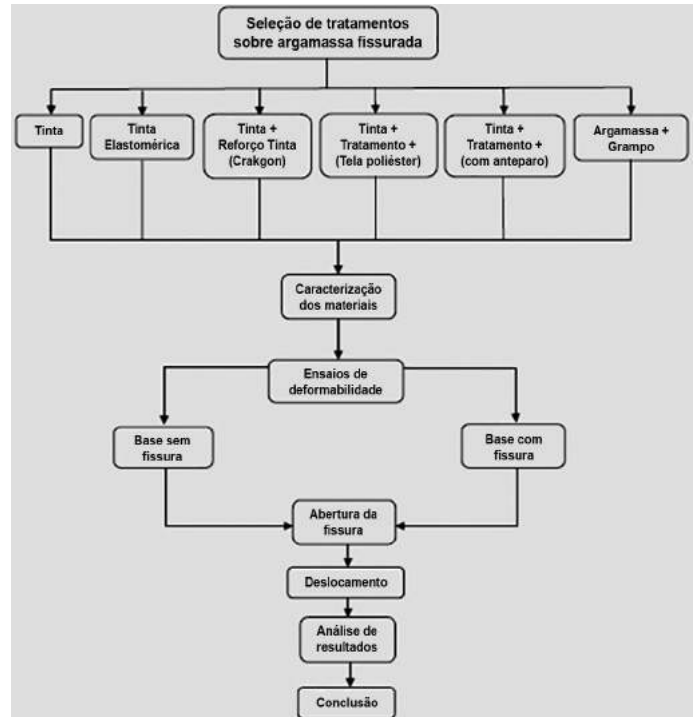 Seleção de tratamentos
sobre argamassa fissurada
Tinta
Tinta
Elastomérica
Tinta +
Reforço Tinta
(Crakgon)
Tinta +
Tratamento +
(Tela poliéster)
Tinta +
Tratamento +
(com anteparo)
Argamassa +
Grampo
Caracterização
dos materiais
Ensaios de
deformabilidade
Base sem
fissura
Base com
fissura
Abertura da
fissura
Deslocamento
Análise de
resultados
Conclusão